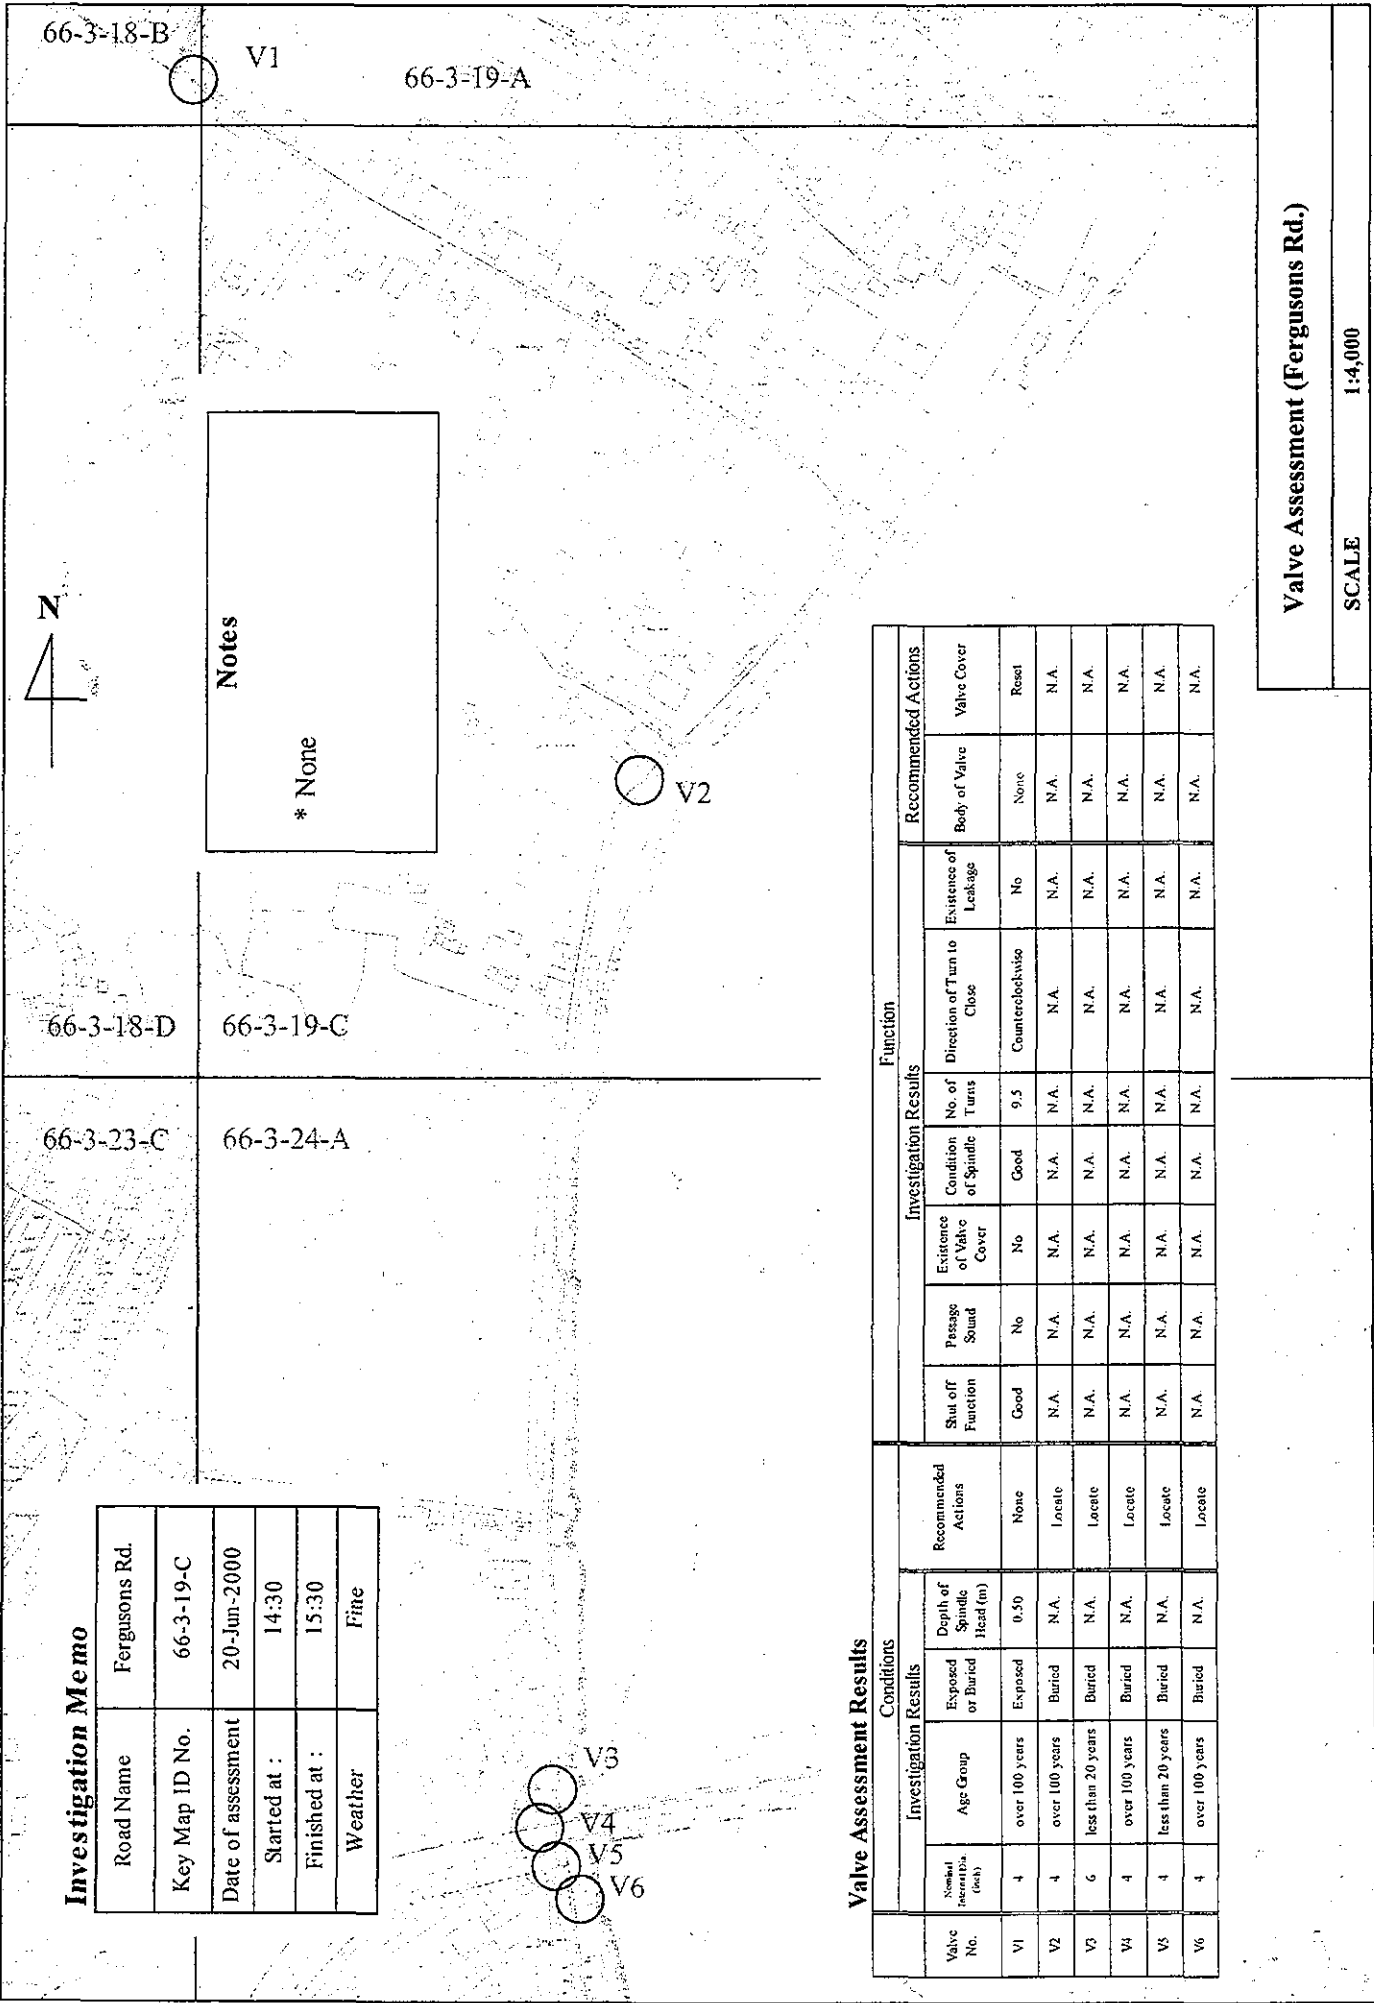 66-3-18-B
V1
66-3-19-A
N
Notes
* None
V2
66-3-18-D
66-3-19-C
66-3-23-C
66-3-24-A
Investigation Memo
Road Name Fergusons Rd.
Key Map ID No. 66-3-19-C
Date of assessment 20-Jun-2000
Started at : 14:30
Finished at : 15:30
Weather Fine
V3
V4
V5
V6
Valve Assessment Results
Conditions Function
Investigation Results Recommended Actions Investigation Results Recommended Actions
Valve No. Nominal Internal Dia. (inch) Age Group Exposed or Buried Depth of Spindle Head (m) Shut off Function Passage Sound Existence of Valve Cover Condition of Spindle No. of Turns Direction of Turn to Close Existence of Leakage Body of Valve Valve Cover
V1 4 over 100 years Exposed 0.50 None Good No No Good 9.5 Counterclockwise No None Reset
V2 4 over 100 years Buried N.A. Locate N.A. N.A. N.A. N.A. N.A. N.A. N.A. N.A. N.A.
V3 6 less than 20 years Buried N.A. Locate N.A. N.A. N.A. N.A. N.A. N.A. N.A. N.A. N.A.
V4 4 over 100 years Buried N.A. Locate N.A. N.A. N.A. N.A. N.A. N.A. N.A. N.A. N.A.
V5 4 less than 20 years Buried N.A. Locate N.A. N.A. N.A. N.A. N.A. N.A. N.A. N.A. N.A.
V6 4 over 100 years Buried N.A. Locate N.A. N.A. N.A. N.A. N.A. N.A. N.A. N.A. N.A.
Valve Assessment (Fergusons Rd.)
SCALE 1:4,000